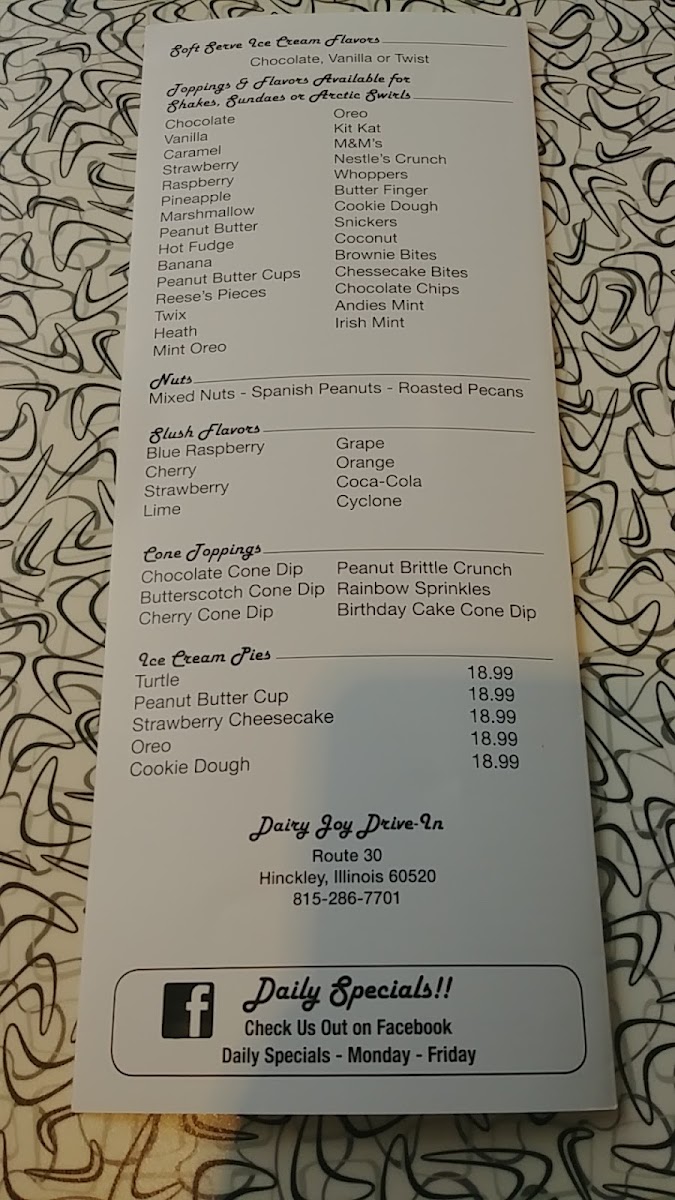 Soft Serve Ice Cream Flavors
Chocolate, Vanilla or Twist
Toppings & Flavors Available for
Shakes, Sundaes or Arctic Swirls
Chocolate
Vanilla
Caramel
Strawberry
Raspberry
Pineapple
Marshmallow
Peanut Butter
Hot Fudge
Banana
Peanut Butter Cups
Reese's Pieces
Twix
Heath
Mint Oreo
Oreo
Kit Kat
M&M's
Nestle's Crunch
Whoppers
Butter Finger
Cookie Dough
Snickers
Coconut
Brownie Bites
Chessecake Bites
Chocolate Chips
Andies Mint
Irish Mint
Nuts
Mixed Nuts - Spanish Peanuts - Roasted Pecans
Slush Flavors
Blue Raspberry
Cherry
Strawberry
Lime
Grape
Orange
Coca-Cola
Cyclone
Cone Toppings
Chocolate Cone Dip
Butterscotch Cone Dip
Cherry Cone Dip
Peanut Brittle Crunch
Rainbow Sprinkles
Birthday Cake Cone Dip
Ice Cream Pies
Turtle 18.99
Peanut Butter Cup 18.99
Strawberry Cheesecake 18.99
Oreo 18.99
Cookie Dough 18.99
Dairy Joy Drive-In
Route 30
Hinckley, Illinois 60520
815-286-7701
f
Daily Specials!!
Check Us Out on Facebook
Daily Specials - Monday - Friday